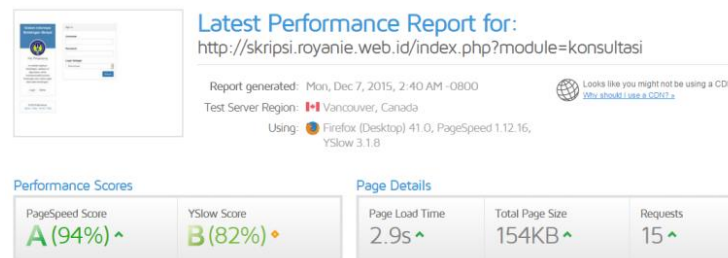 Latest Performance Report for:
http://skripsi.royanie.web.id/index.php?module=konsultasi
Report generated: Mon, Dec 7, 2015, 2:40 AM -0800
Test Server Region: Vancouver, Canada
Using: Firefox (Desktop) 41.0, PageSpeed 1.12.16,
YSlow 3.1.8
Looks like you might not be using a CDN
Why should I use a CDN? »
Performance Scores
PageSpeed Score
A (94%)
YSlow Score
B (82%)
Page Details
Page Load Time
2.9s
Total Page Size
154KB
Requests
15